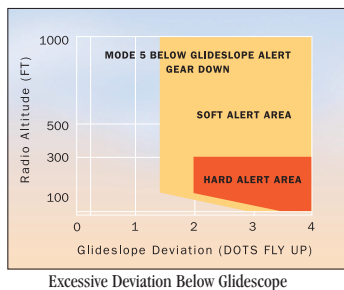 1000
MODE 5 BELOW GLIDESLOPE ALERT
GEAR DOWN
SOFT ALERT AREA
500
300
HARD ALERT AREA
100
Radio Altitude (FT)
0 1 2 3 4
Glideslope Deviation (DOTS FLY UP)
Excessive Deviation Below Glidescope